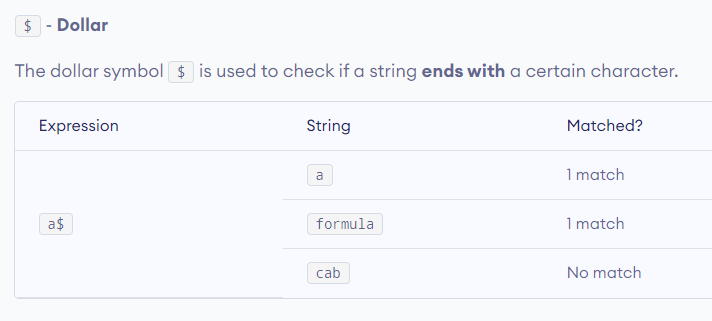 $ - Dollar
The dollar symbol $ is used to check if a string ends with a certain character.
Expression String Matched?
a 1 match
a$ formula 1 match
cab No match